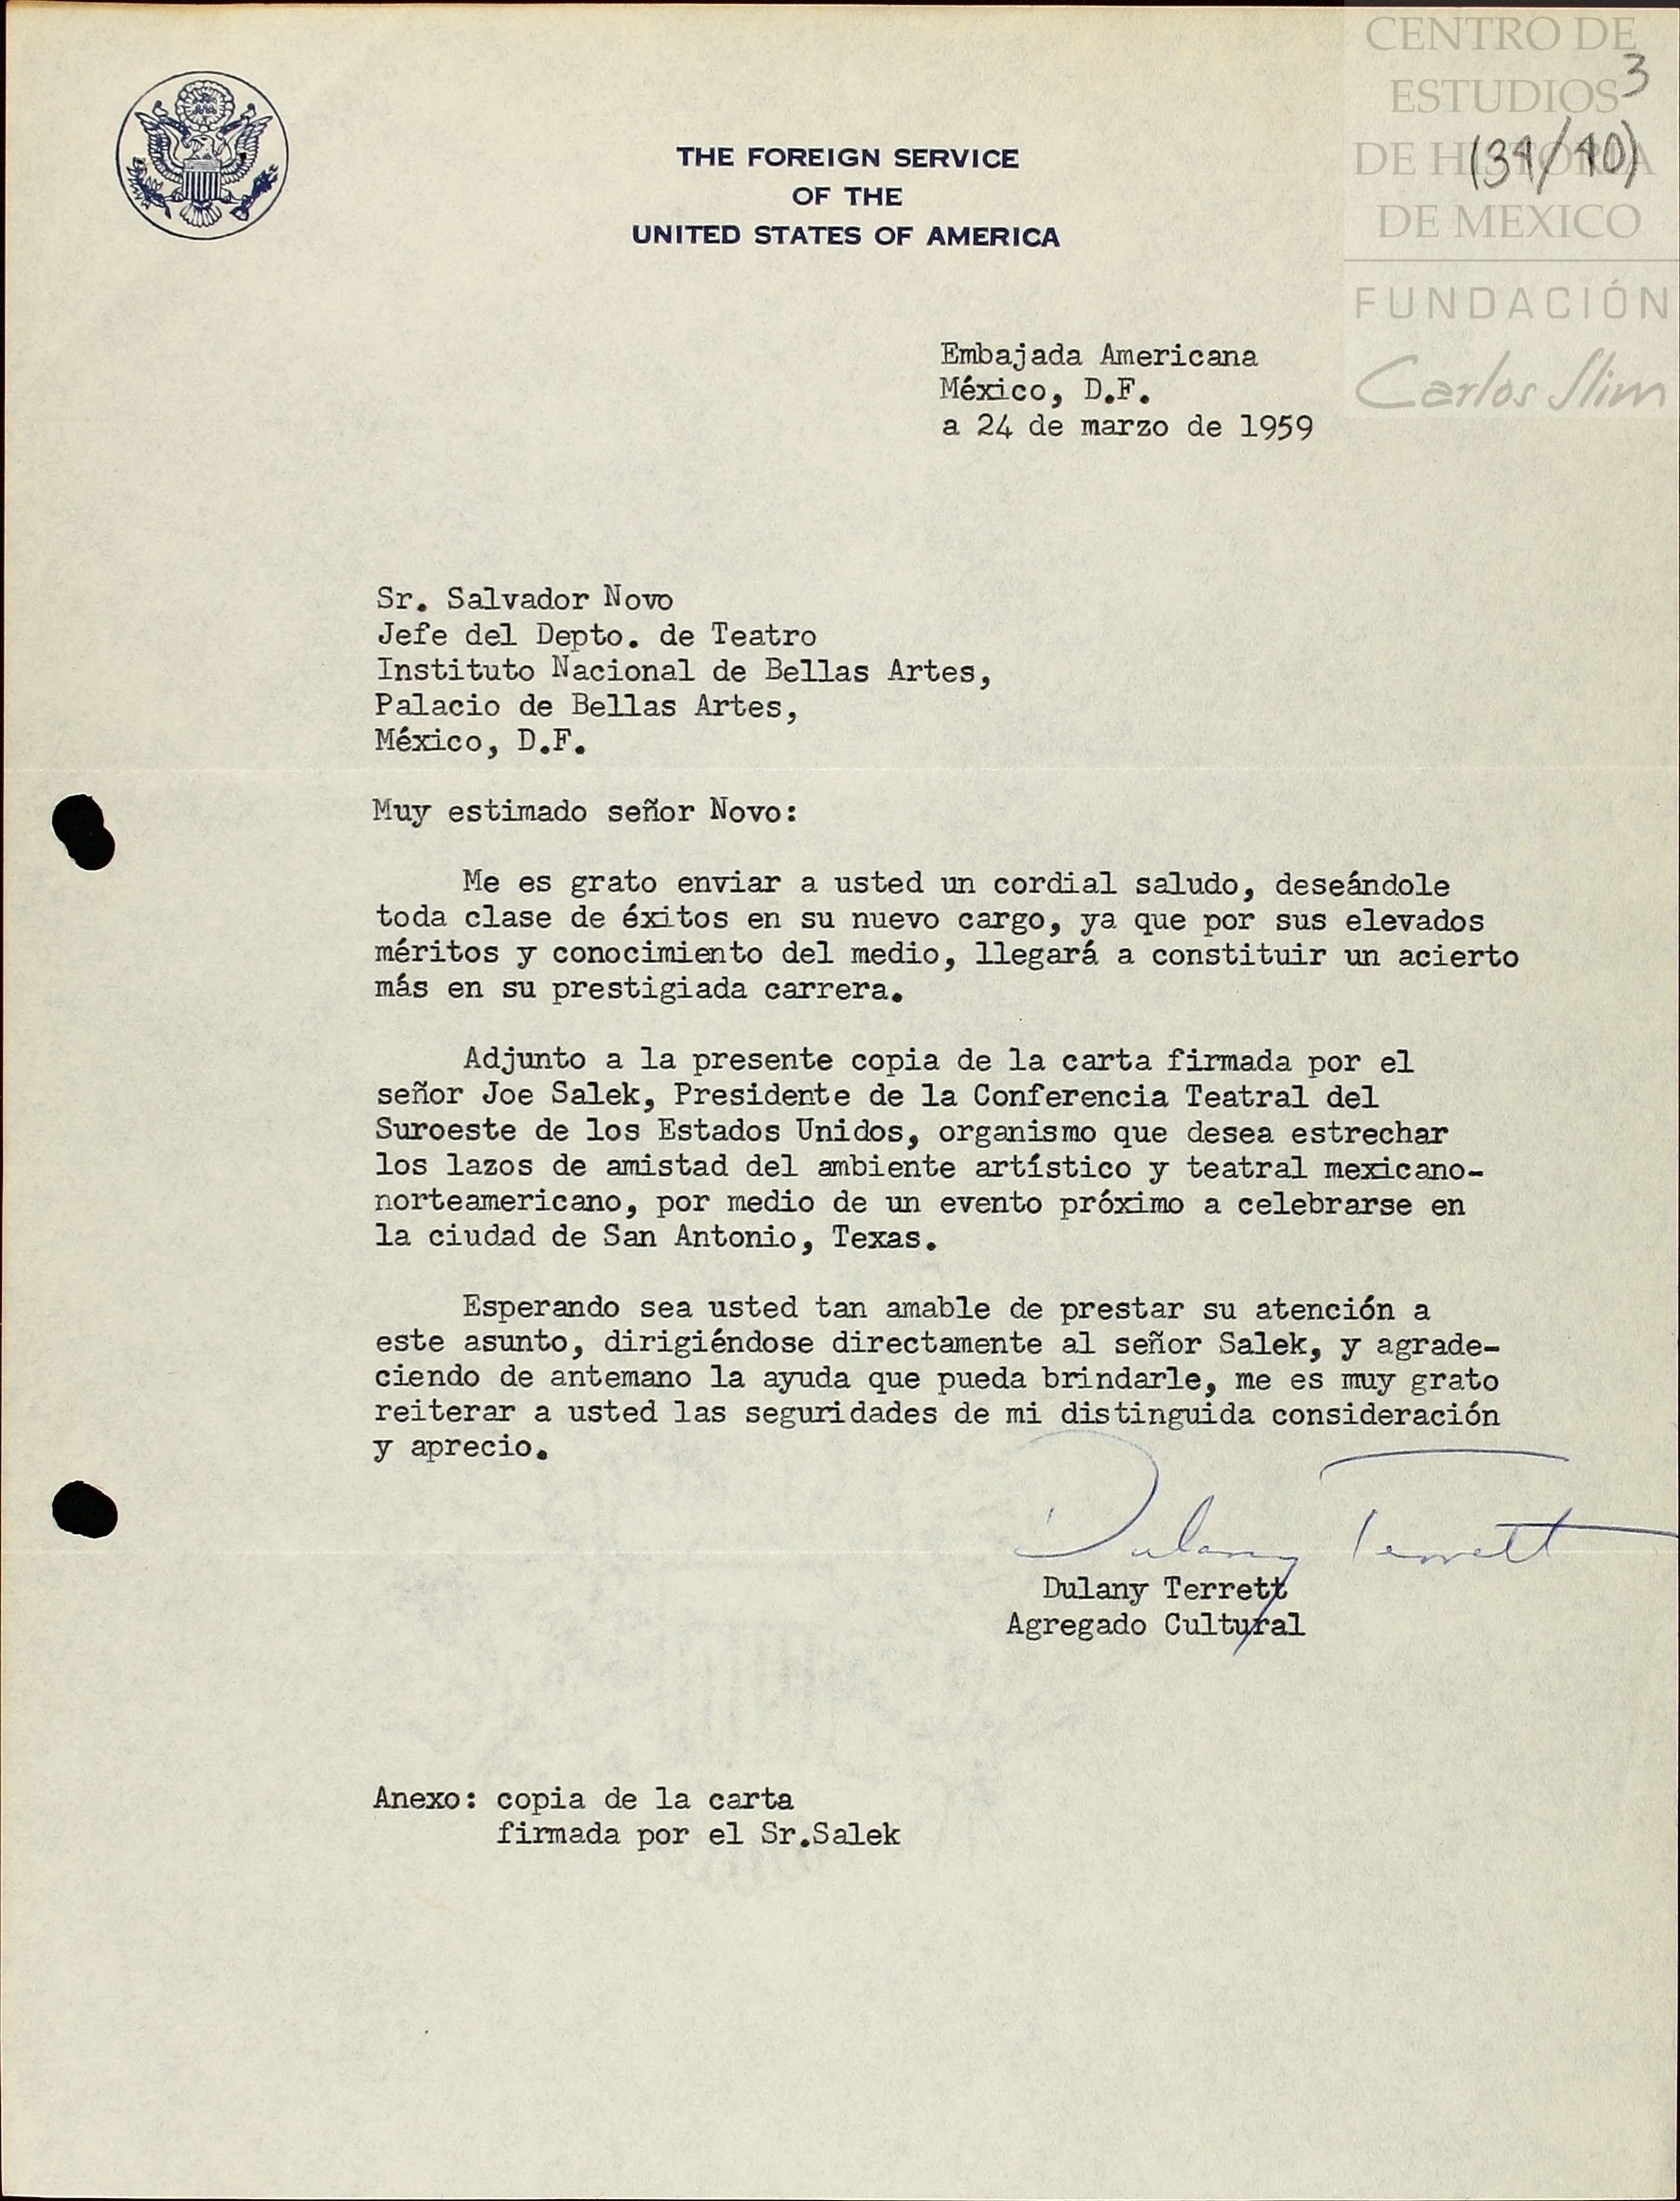 CENTRO DE
ESTUDIOS
DE HISTORIA
DE MEXICO
FUNDACIÓN
Carlos Slim
3
(39/40)
THE FOREIGN SERVICE
OF THE
UNITED STATES OF AMERICA
Embajada Americana
México, D.F.
a 24 de marzo de 1959
Sr. Salvador Novo
Jefe del Depto. de Teatro
Instituto Nacional de Bellas Artes,
Palacio de Bellas Artes,
México, D.F.
Muy estimado señor Novo:
Me es grato enviar a usted un cordial saludo, deseándole
toda clase de éxitos en su nuevo cargo, ya que por sus elevados
méritos y conocimiento del medio, llegará a constituir un acierto
más en su prestigiada carrera.
Adjunto a la presente copia de la carta firmada por el
señor Joe Salek, Presidente de la Conferencia Teatral del
Suroeste de los Estados Unidos, organismo que desea estrechar
los lazos de amistad del ambiente artístico y teatral mexicano-
norteamericano, por medio de un evento próximo a celebrarse en
la ciudad de San Antonio, Texas.
Esperando sea usted tan amable de prestar su atención a
este asunto, dirigiéndose directamente al señor Salek, y agrade-
ciendo de antemano la ayuda que pueda brindarle, me es muy grato
reiterar a usted las seguridades de mi distinguida consideración
y aprecio.
Dulany Terrett
Dulany Terrett
Agregado Cultural
Anexo: copia de la carta
firmada por el Sr.Salek